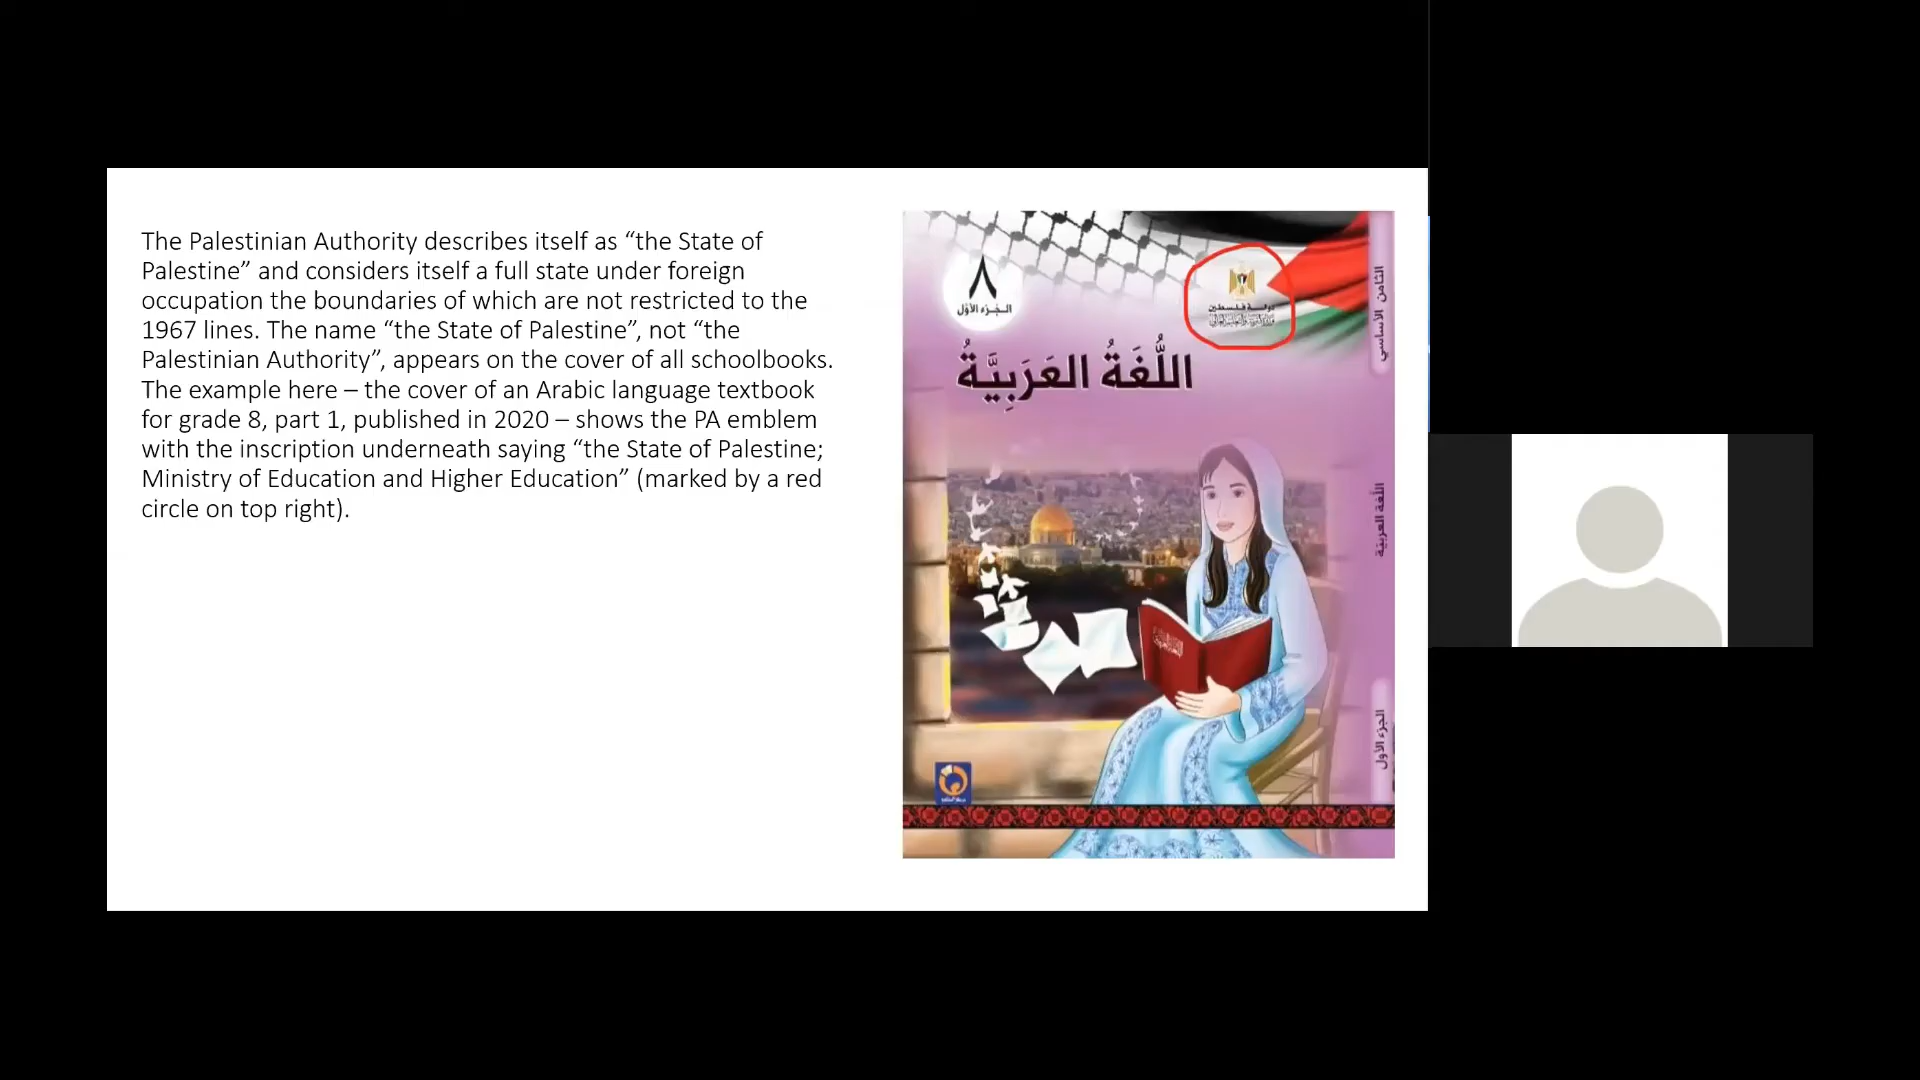 The Palestinian Authority describes itself as “the State of
Palestine” and considers itself a full state under foreign
occupation the boundaries of which are not restricted to the
1967 lines. The name “the State of Palestine”, not “the
Palestinian Authority”, appears on the cover of all schoolbooks.
The example here – the cover of an Arabic language textbook
for grade 8, part 1, published in 2020 – shows the PA emblem
with the inscription underneath saying “the State of Palestine;
Ministry of Education and Higher Education” (marked by a red
circle on top right).
٨
الجزء الأول
دولة فلسطين
اللُّغَةُ العَرَبِيَّةُ
الثامن الأساسي
اللغة العربية
الجزء الأول